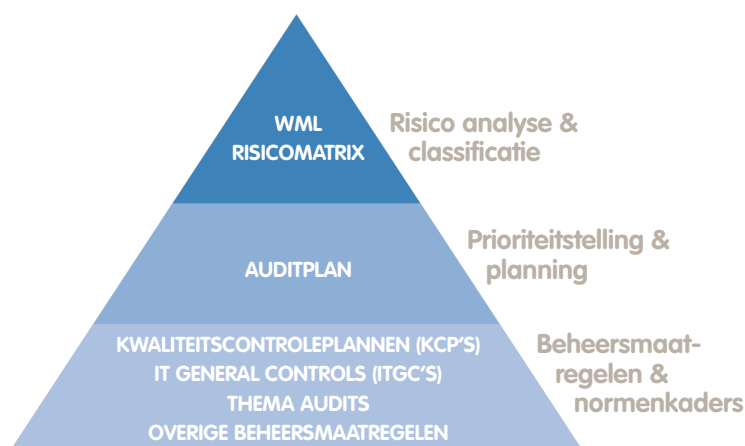 WML
RISICOMATRIX
Risico analyse &
classificatie
AUDITPLAN
Prioriteitstelling &
planning
KWALITEITSCONTROLEPLANNEN (KCP'S)
IT GENERAL CONTROLS (ITGC'S)
THEMA AUDITS
OVERIGE BEHEERSMAATREGELEN
Beheersmaat-
regelen &
normenkaders